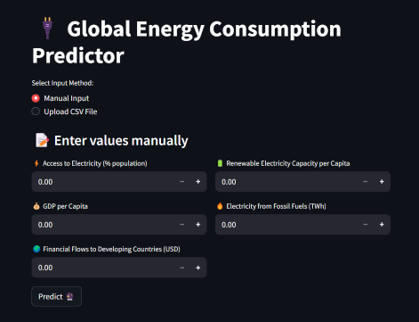 Global Energy Consumption
Predictor
Select Input Method:
Manual Input
Upload CSV File
Enter values manually
Access to Electricity (% population)
Renewable Electricity Capacity per Capita
0.00 − +
0.00 − +
GDP per Capita
Electricity from Fossil Fuels (TWh)
0.00 − +
0.00 − +
Financial Flows to Developing Countries (USD)
0.00 − +
Predict